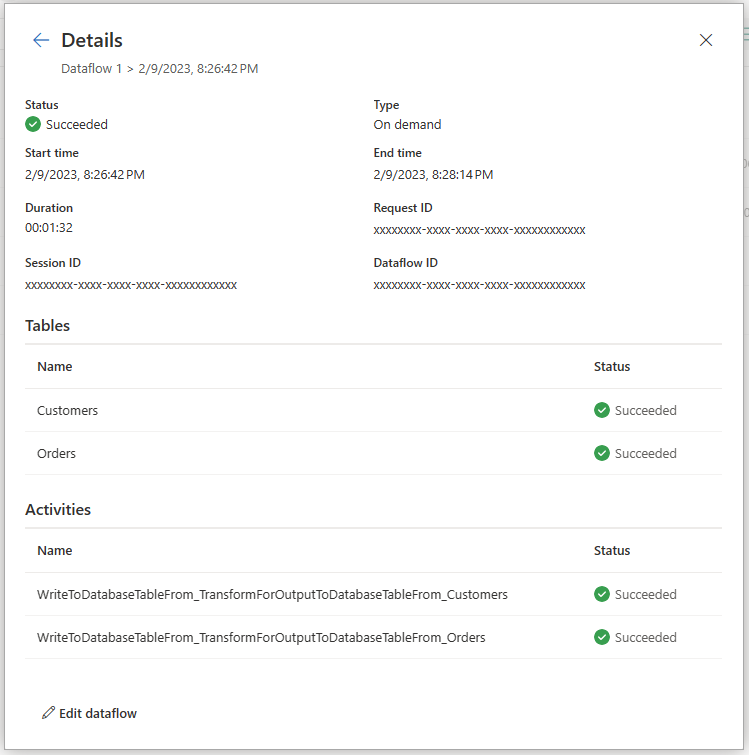 Details
Dataflow 1 > 2/9/2023, 8:26:42 PM
Status
Type
Succeeded
On demand
Start time
End time
2/9/2023, 8:26:42 PM
2/9/2023, 8:28:14 PM
Duration
Request ID
00:01:32
xxxxxxxx-xxxx-xxxx-xxxx-xxxxxxxxxxxx
Session ID
Dataflow ID
xxxxxxxx-xxxx-xxxx-xxxx-xxxxxxxxxxxx
xxxxxxxx-xxxx-xxxx-xxxx-xxxxxxxxxxxx
Tables
Name Status
Customers Succeeded
Orders Succeeded
Activities
Name Status
WriteToDatabaseTableFrom_TransformForOutputToDatabaseTableFrom_Customers Succeeded
WriteToDatabaseTableFrom_TransformForOutputToDatabaseTableFrom_Orders Succeeded
Edit dataflow